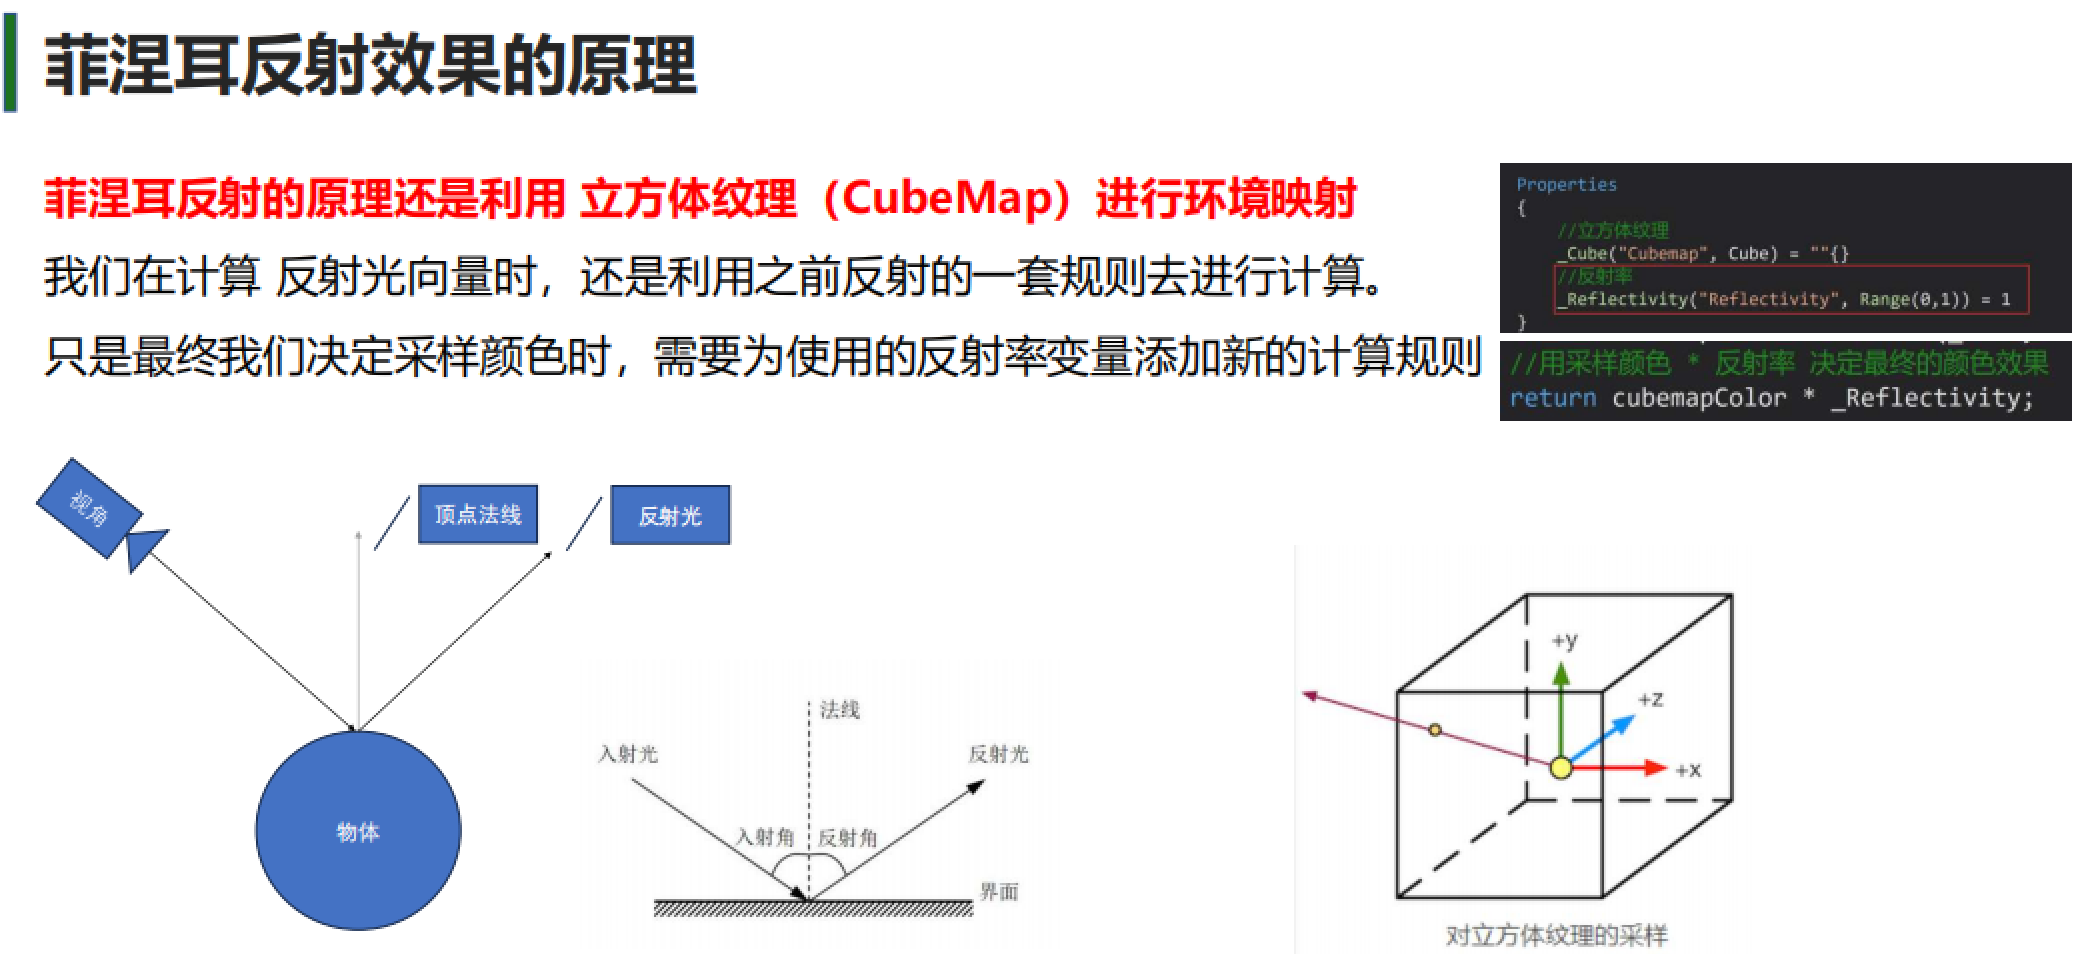 菲涅耳反射效果的原理
菲涅耳反射的原理还是利用 立方体纹理（CubeMap）进行环境映射
我们在计算 反射光向量时，还是利用之前反射的一套规则去进行计算。
只是最终我们决定采样颜色时，需要为使用的反射率变量添加新的计算规则
Properties
{
//立方体纹理
_Cube("Cubemap", Cube) = ""{}
//反射率
_Reflectivity("Reflectivity", Range(0,1)) = 1
}
//用采样颜色 * 反射率 决定最终的颜色效果
return cubemapColor * _Reflectivity;
视角
顶点法线
反射光
物体
法线
入射光
反射光
入射角
反射角
界面
+y
+z
+x
对立方体纹理的采样